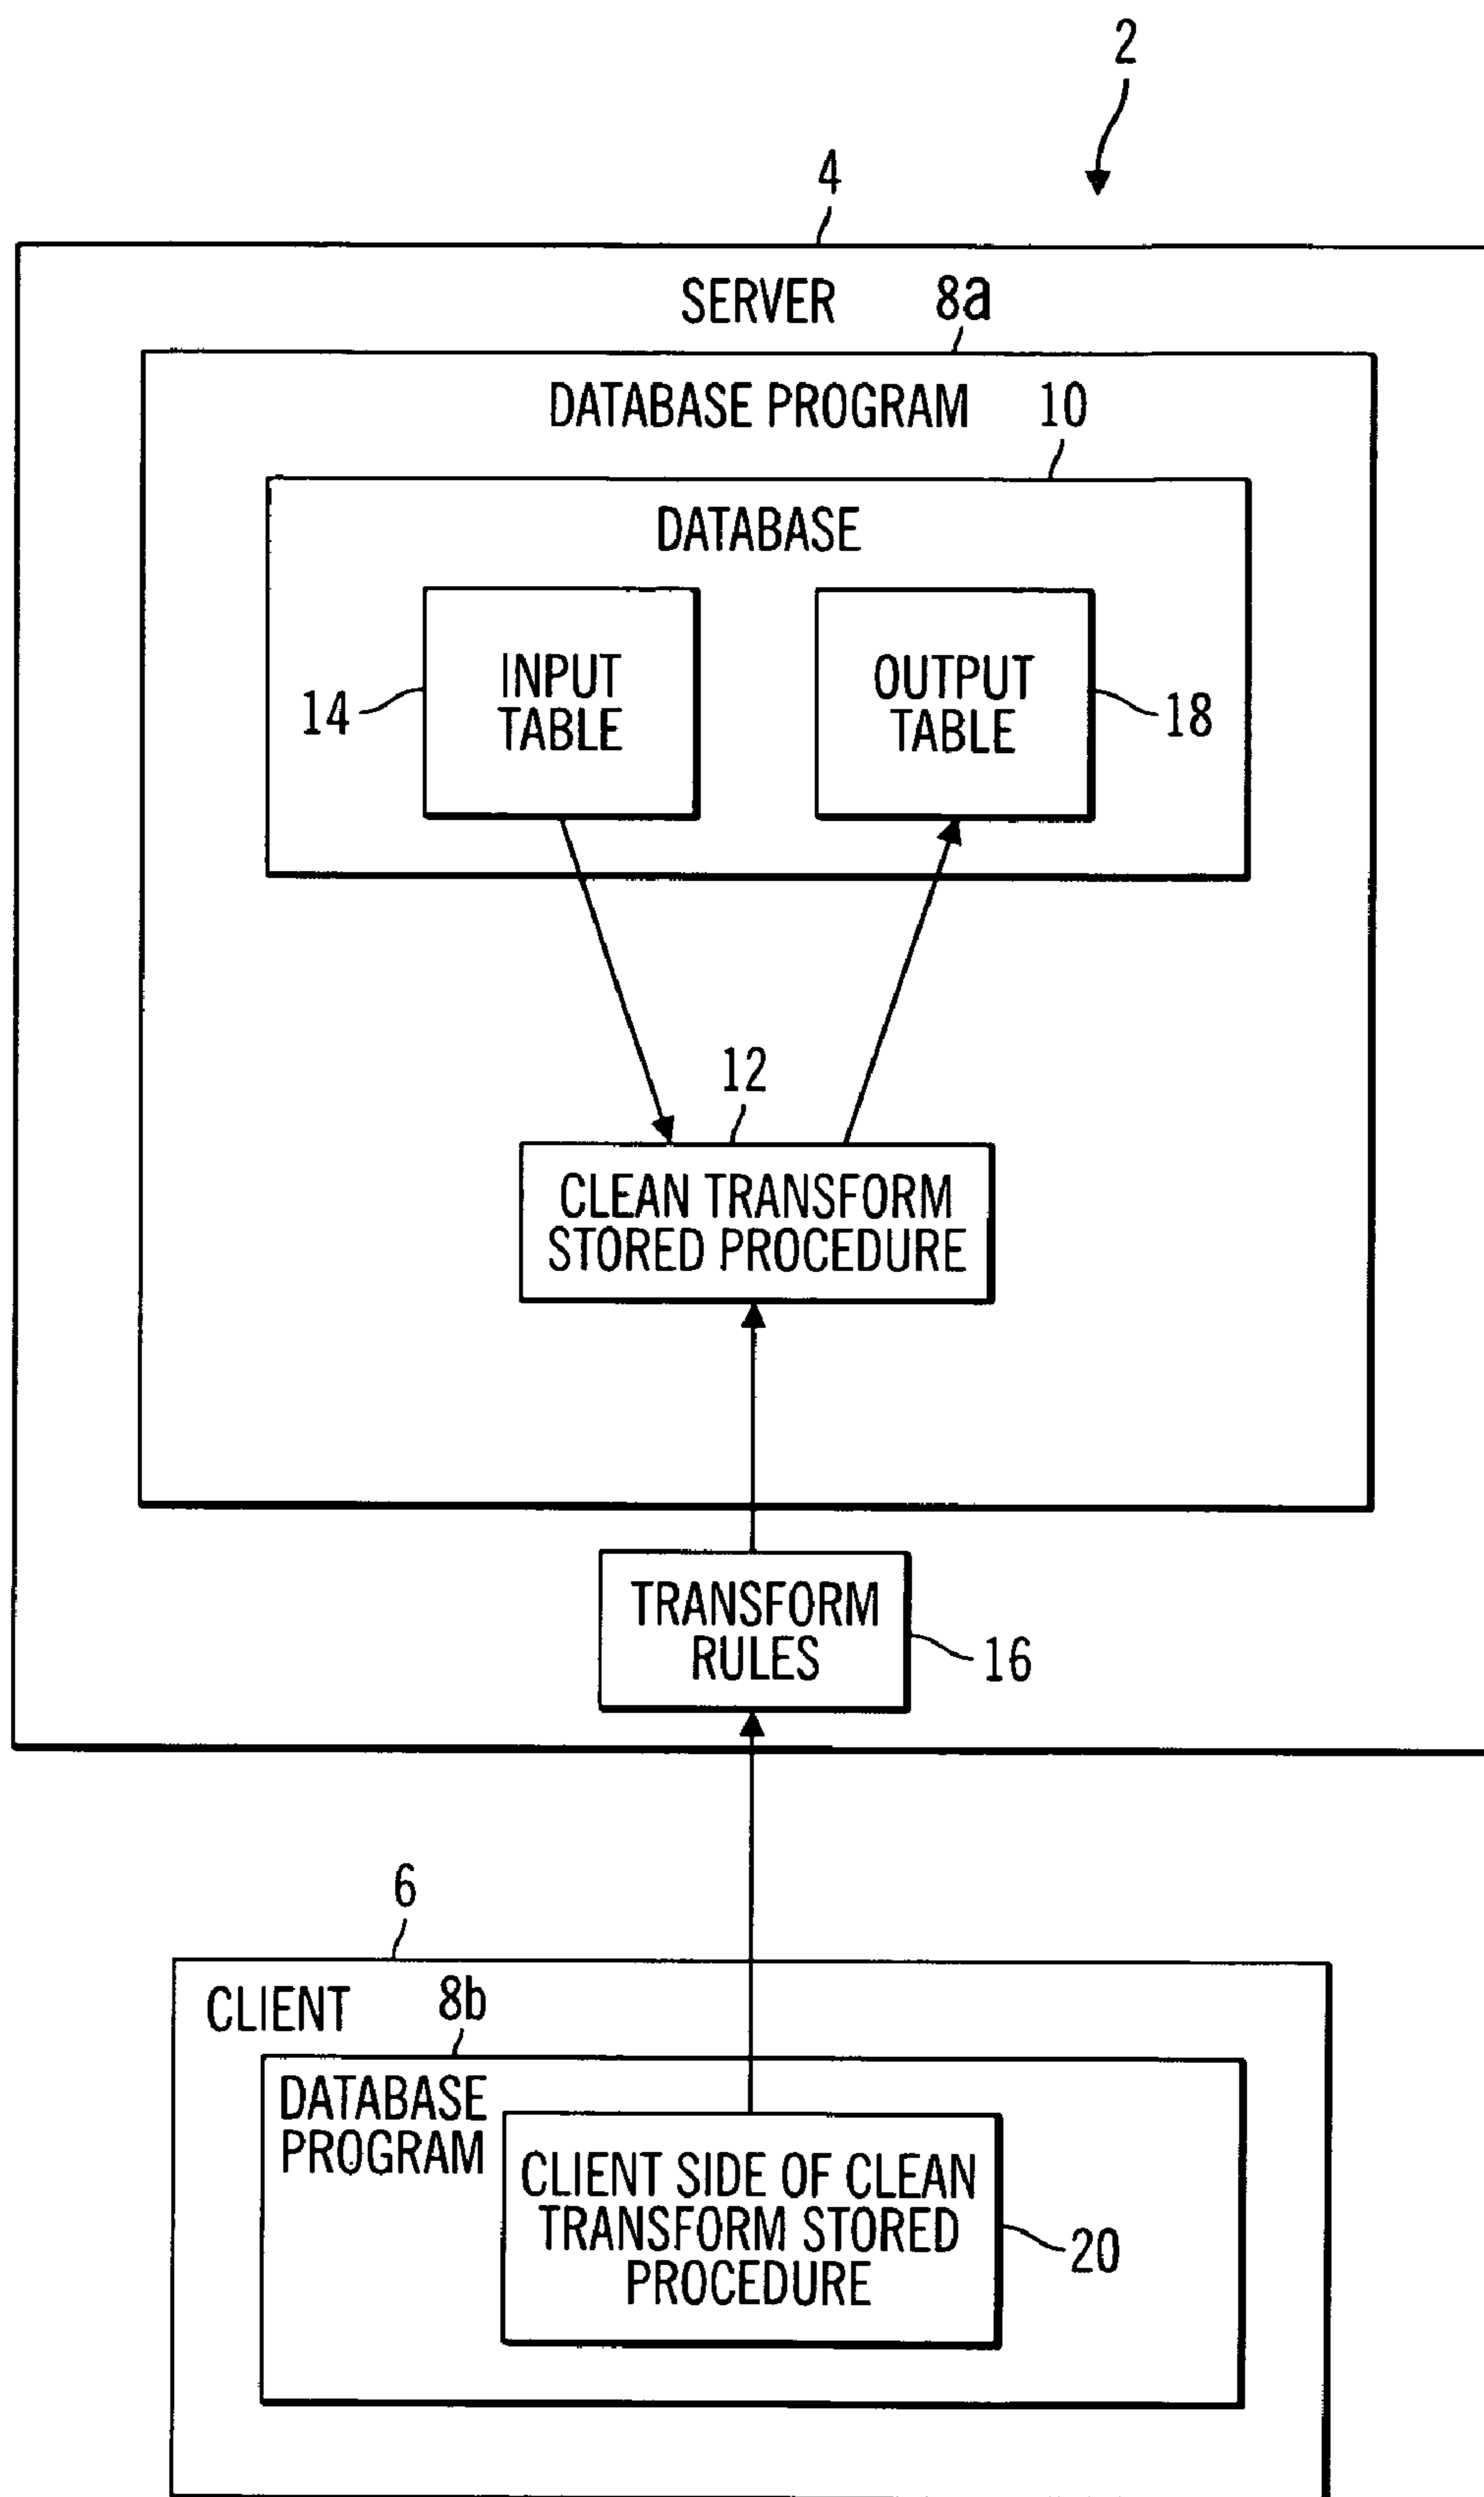 2
4
SERVER
8a
DATABASE PROGRAM
10
DATABASE
INPUT
TABLE
14
OUTPUT
TABLE
18
12
CLEAN TRANSFORM
STORED PROCEDURE
TRANSFORM
RULES
16
6
CLIENT
8b
DATABASE
PROGRAM
CLIENT SIDE OF CLEAN
TRANSFORM STORED
PROCEDURE
20